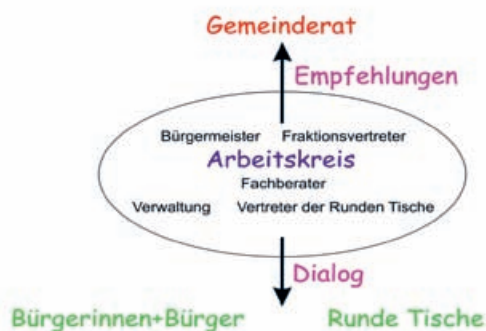 Gemeinderat
Empfehlungen
Bürgermeister Fraktionsvertreter
Arbeitskreis
Fachberater
Verwaltung Vertreter der Runden Tische
Dialog
Bürgerinnen+Bürger Runde Tische